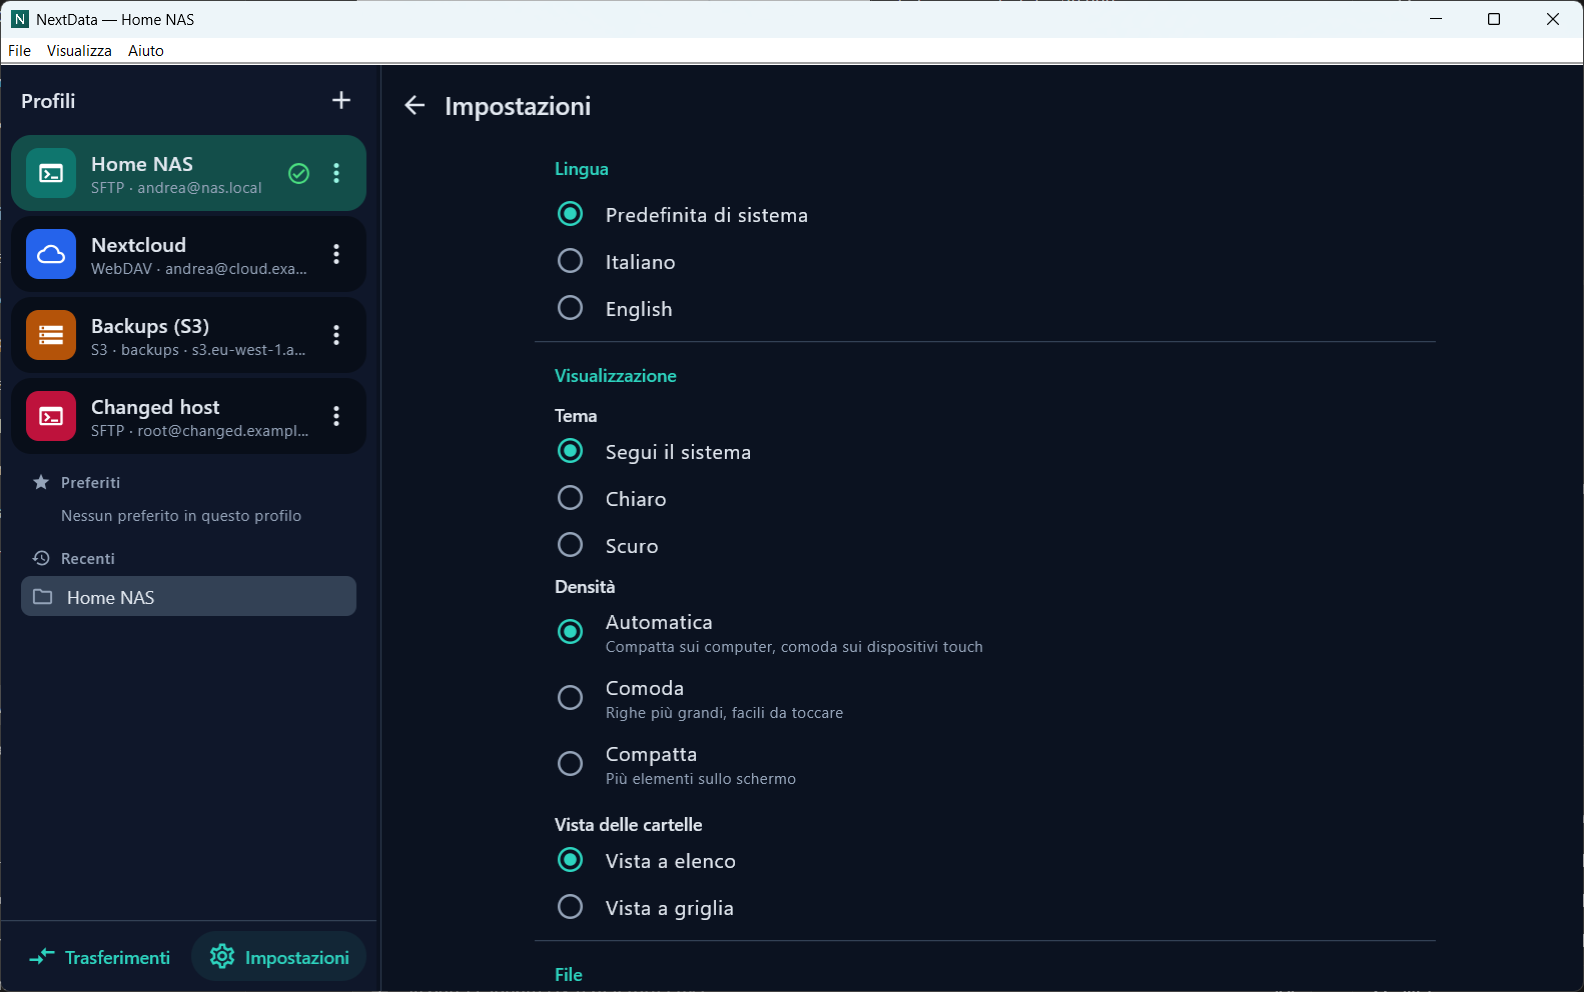 N NextData — Home NAS
File Visualizza Aiuto
Profili
Home NAS
SFTP · andrea@nas.local
Nextcloud
WebDAV · andrea@cloud.exa...
Backups (S3)
S3 · backups · s3.eu-west-1.a...
Changed host
SFTP · root@changed.exampl...
Preferiti
Nessun preferito in questo profilo
Recenti
Home NAS
Trasferimenti
Impostazioni
Impostazioni
Lingua
Predefinita di sistema
Italiano
English
Visualizzazione
Tema
Segui il sistema
Chiaro
Scuro
Densità
Automatica
Compatta sui computer, comoda sui dispositivi touch
Comoda
Righe più grandi, facili da toccare
Compatta
Più elementi sullo schermo
Vista delle cartelle
Vista a elenco
Vista a griglia
File